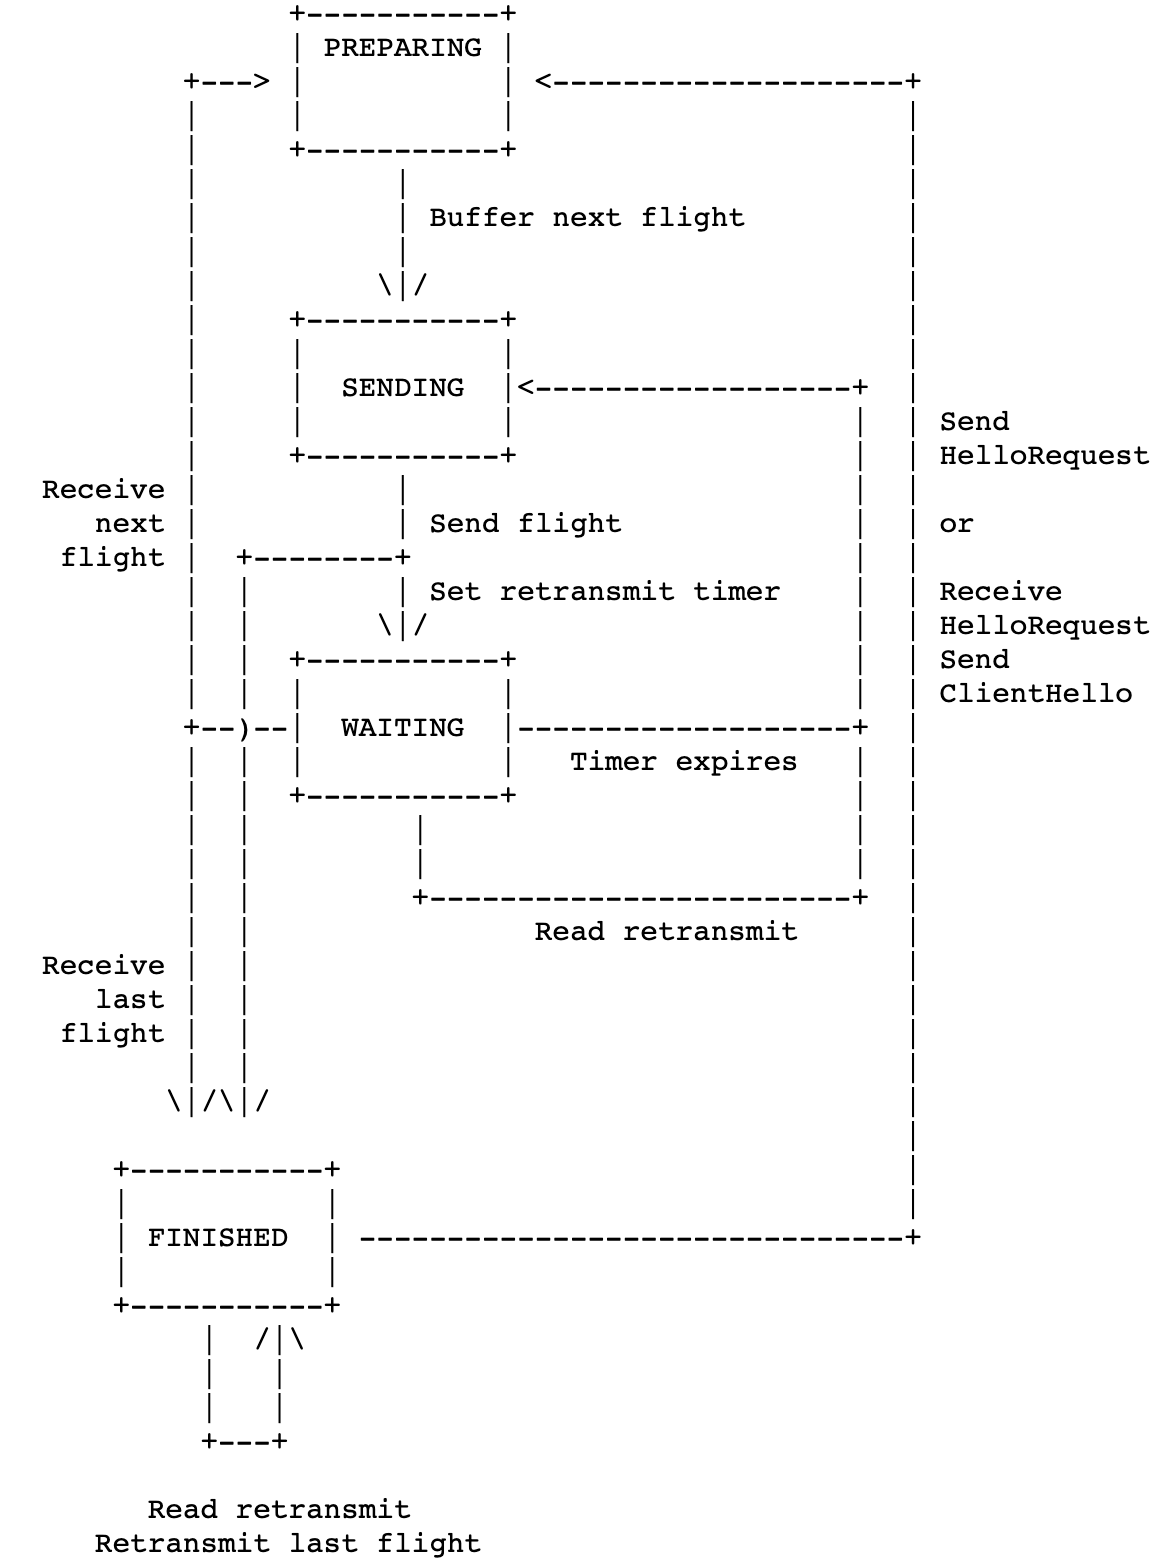 PREPARING
Buffer next flight
SENDING
Send
HelloRequest
Receive
next
Send flight
or
flight
Set retransmit timer
Receive
HelloRequest
Send
ClientHello
WAITING
Timer expires
Read retransmit
Receive
last
flight
FINISHED
Read retransmit
Retransmit last flight